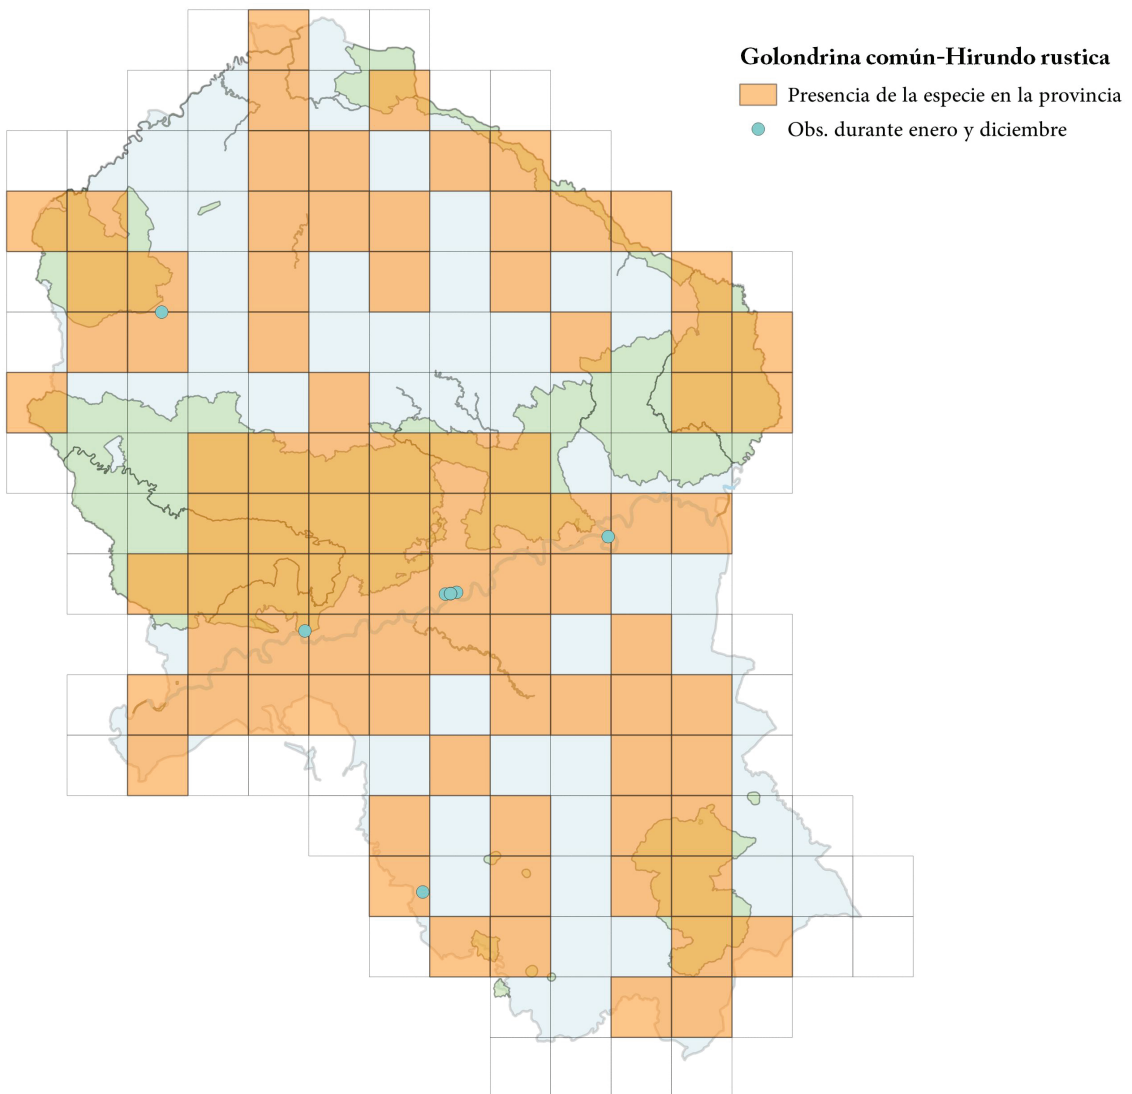 Golondrina común-Hirundo rustica
Presencia de la especie en la provincia
Obs. durante enero y diciembre